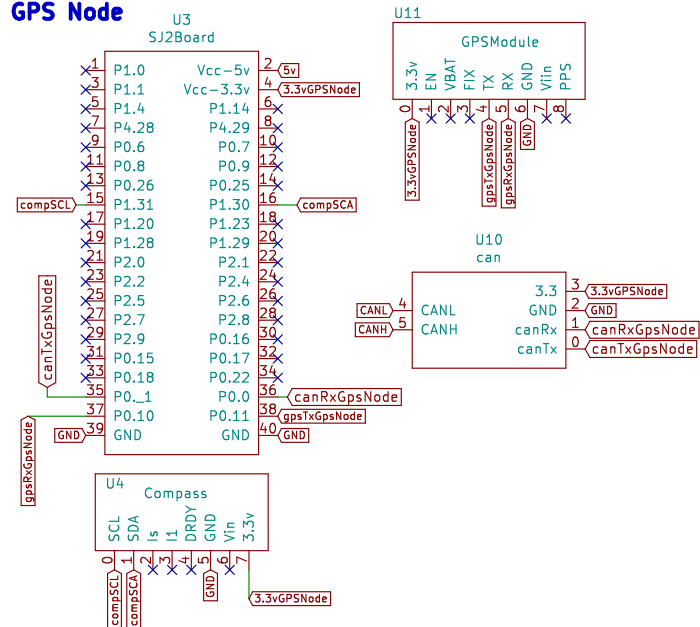 GPS Node
U3
SJ2Board
1 P1.0 Vcc-5v 2 5v
3 P1.1 Vcc-3.3v 4 3.3vGPSNode
5 P1.4 P1.14 6
7 P4.28 P4.29 8
9 P0.6 P0.7 10
11 P0.8 P0.9 12
13 P0.26 P0.25 14
compSCL 15 P1.31 P1.30 16 compSCA
17 P1.20 P1.23 18
19 P1.28 P1.29 20
21 P2.0 P2.1 22
23 P2.2 P2.4 24
25 P2.5 P2.6 26
27 P2.7 P2.8 28
29 P2.9 P0.16 30
31 P0.15 P0.17 32
33 P0.18 P0.22 34
canTxGpsNode 35 P0._1 P0.0 36 canRxGpsNode
gpsRxGpsNode 37 P0.10 P0.11 38 gpsTxGpsNode
GND 39 GND GND 40 GND
U11
GPSModule
3.3v EN VBAT FIX TX RX GND Viin PPS
0 1 2 3 4 5 6 7 8
3.3vGPSNode gpsTxGpsNode gpsRxGpsNode GND
U10
can
3.3 3 3.3vGPSNode
CANL 4 CANL GND 2 GND
CANH 5 CANH canRx 1 canRxGpsNode
canTx 0 canTxGpsNode
U4
Compass
SCL SDA Is I1 DRDY GND Vin 3.3v
0 1 2 3 4 5 6 7
compSCL compSCA GND 3.3vGPSNode